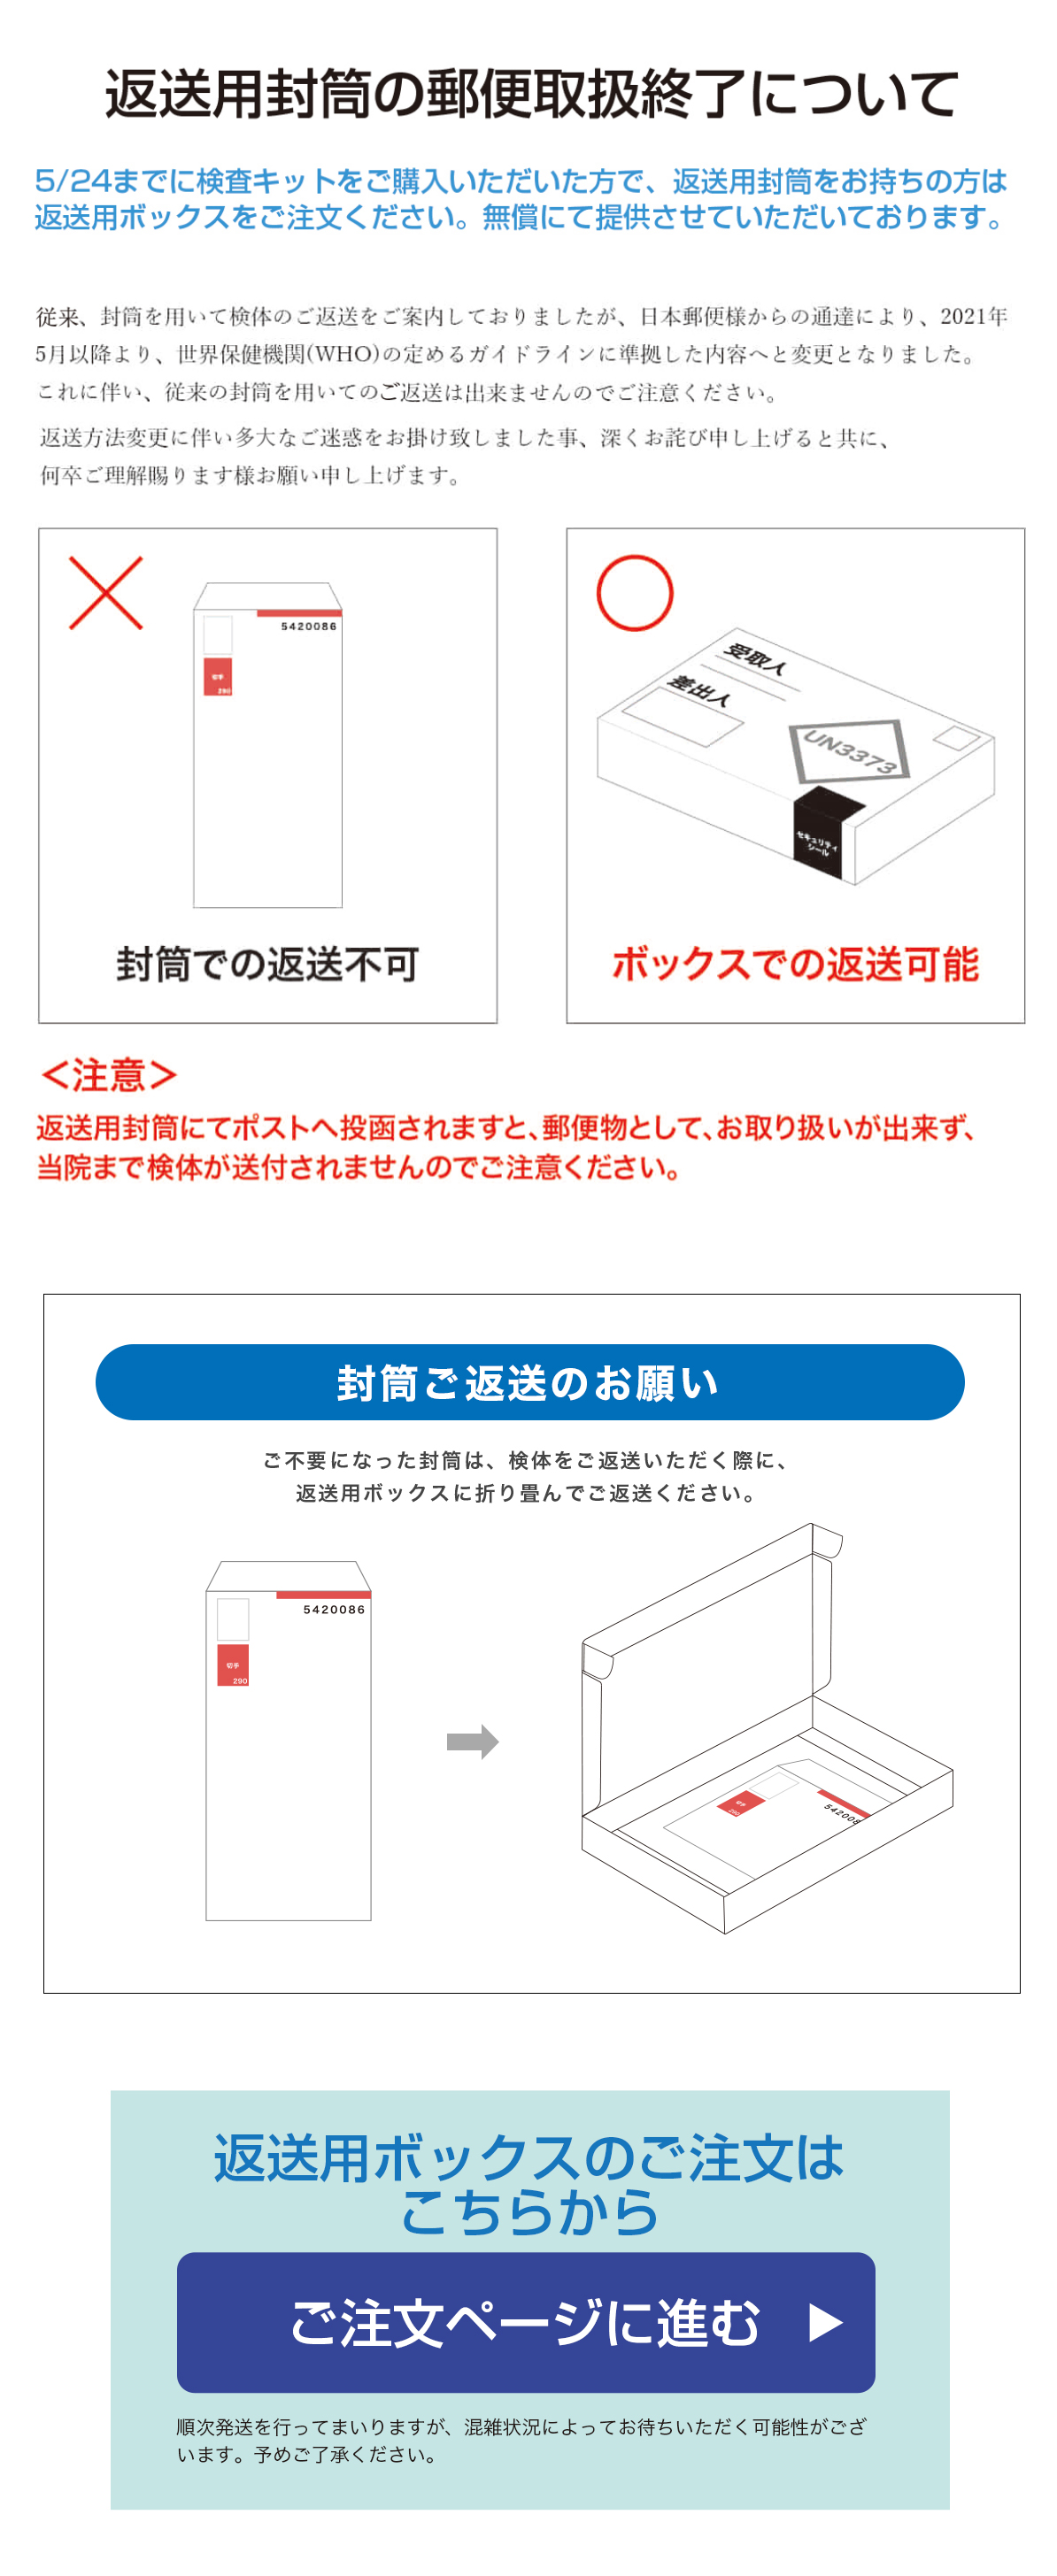 返送用封筒の郵便取扱終了について
5/24までに検査キットをご購入いただいた方で、返送用封筒をお持ちの方は
返送用ボックスをご注文ください。無償にて提供させていただいております。
従来、封筒を用いて検体のご返送をご案内しておりましたが、日本郵便様からの通達により、2021年
5月以降より、世界保健機関(WHO)の定めるガイドラインに準拠した内容へと変更となりました。
これに伴い、従来の封筒を用いてのご返送は出来ませんのでご注意ください。
返送方法変更に伴い多大なご迷惑をお掛け致しました事、深くお詫び申し上げると共に、
何卒ご理解賜ります様お願い申し上げます。
5420086
切手
290
封筒での返送不可
受取人
差出人
UN3373
セキュリティ
シール
ボックスでの返送可能
＜注意＞
返送用封筒にてポストへ投函されますと､郵便物として､お取り扱いが出来ず、
当院まで検体が送付されませんのでご注意ください。
封筒ご返送のお願い
ご不要になった封筒は、検体をご返送いただく際に、
返送用ボックスに折り畳んでご返送ください。
5420086
切手
290
切手
290
542008
返送用ボックスのご注文は
こちらから
ご注文ページに進む ▶
順次発送を行ってまいりますが、混雑状況によってお待ちいただく可能性がござ
います。予めご了承ください。